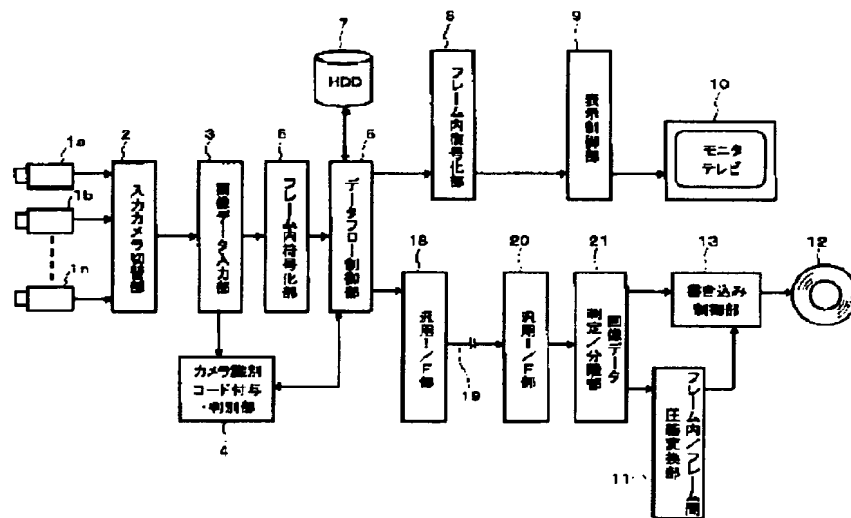 7
HDD
8
フレーム内復号化部
9
表示制御部
10
モニタ
テレビ
1a
1b
1n
2
入力カメラ切替部
3
画像データ入力部
5
フレーム内符号化部
6
データフロー制御部
カメラ識別
コード付与
・判別部
4
18
汎用I/F部
19
20
汎用I/F部
21
画像データ
判定/分離部
13
書き込み
制御部
12
フレーム内/フレーム間
圧縮変換部
11